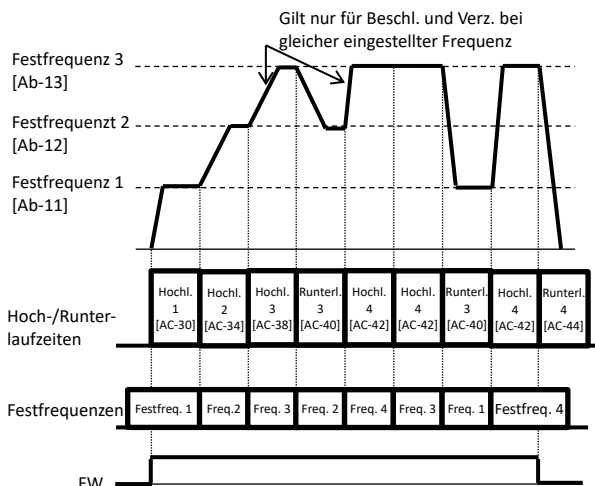 Gilt nur für Beschl. und Verz. bei
gleicher eingestellter Frequenz
Festfrequenz 3
[Ab-13]
Festfrequenzt 2
[Ab-12]
Festfrequenz 1
[Ab-11]
Hoch-/Runter-
laufzeiten
Hochl.
1
[AC-30]
Hochl.
2
[AC-34]
Hochl.
3
[AC-38]
Runterl.
3
[AC-40]
Hochl.
4
[AC-42]
Hochl.
4
[AC-42]
Runterl.
3
[AC-40]
Hochl.
4
[AC-42]
Runterl.
4
[AC-44]
Festfrequenzen
Festfreq. 1
Freq.2
Freq. 3
Freq. 2
Freq. 4
Freq. 3
Freq. 1
Festfreq. 4
FW